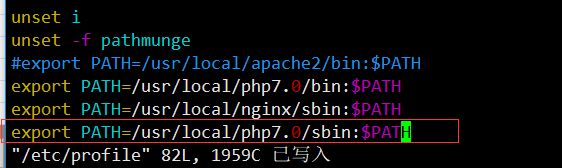 unset i
unset -f pathmunge
#export PATH=/usr/local/apache2/bin:$PATH
export PATH=/usr/local/php7.0/bin:$PATH
export PATH=/usr/local/nginx/sbin:$PATH
export PATH=/usr/local/php7.0/sbin:$PATH
"/etc/profile" 82L, 1959C 已写入